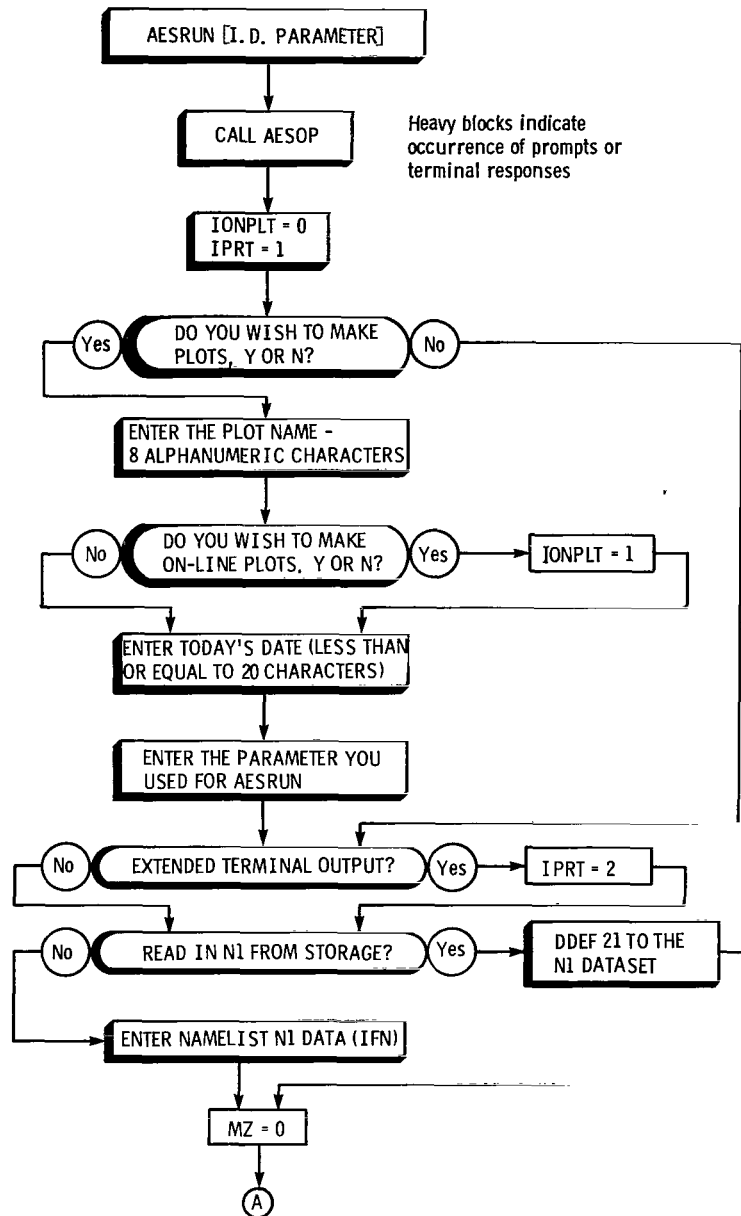 AESRUN [I.D. PARAMETER]
CALL AESOP
Heavy blocks indicate
occurrence of prompts or
terminal responses
IONPLT = 0
IPRT = 1
Yes
DO YOU WISH TO MAKE
PLOTS, Y OR N?
No
ENTER THE PLOT NAME -
8 ALPHANUMERIC CHARACTERS
No
DO YOU WISH TO MAKE
ON-LINE PLOTS, Y OR N?
Yes
IONPLT = 1
ENTER TODAY'S DATE (LESS THAN
OR EQUAL TO 20 CHARACTERS)
ENTER THE PARAMETER YOU
USED FOR AESRUN
No
EXTENDED TERMINAL OUTPUT?
Yes
IPRT = 2
No
READ IN N1 FROM STORAGE?
Yes
DDEF 21 TO THE
N1 DATASET
ENTER NAMELIST N1 DATA (IFN)
MZ = 0
A